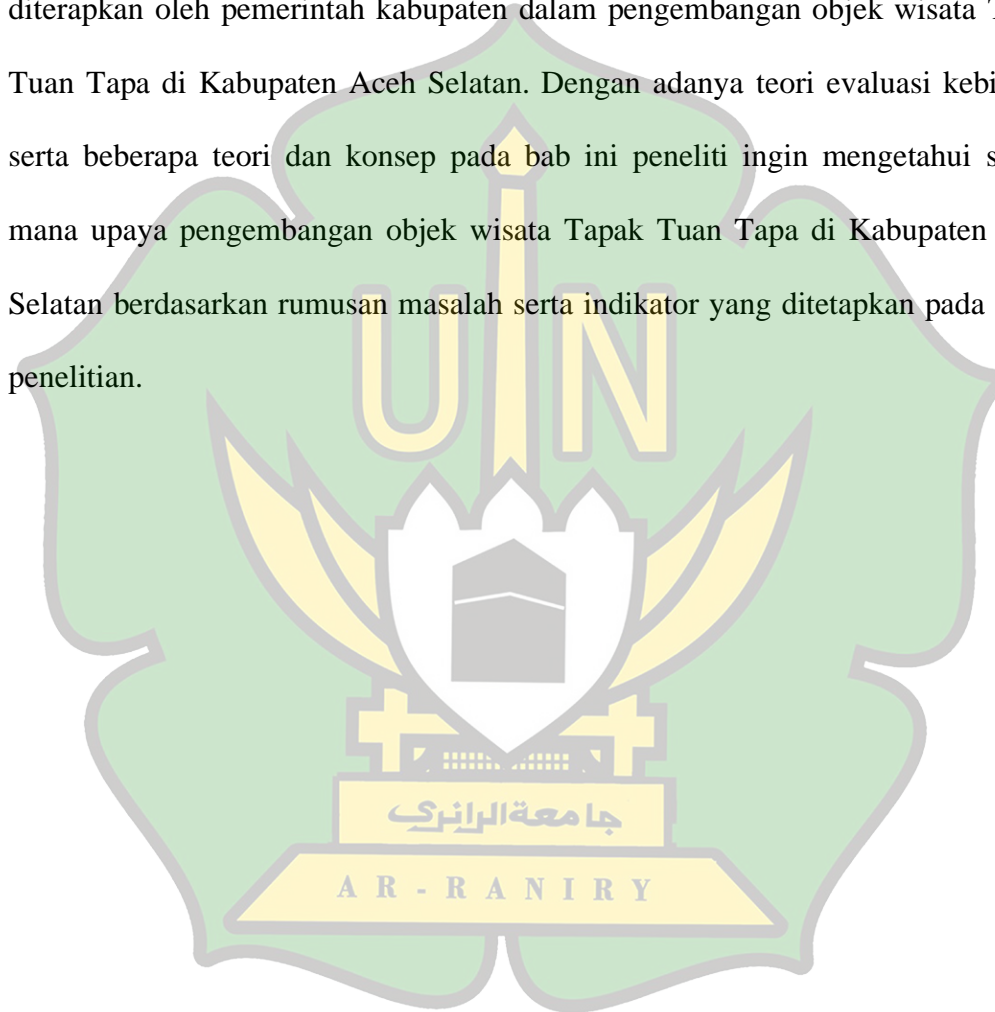 diterapkan oleh pemerintah kabupaten dalam pengembangan objek wisata T
Tuan Tapa di Kabupaten Aceh Selatan. Dengan adanya teori evaluasi kebi
serta beberapa teori dan konsep pada bab ini peneliti ingin mengetahui s
mana upaya pengembangan objek wisata Tapak Tuan Tapa di Kabupaten
Selatan berdasarkan rumusan masalah serta indikator yang ditetapkan pada
penelitian.
UIN
جامعةالرانري
AR-RANIRY